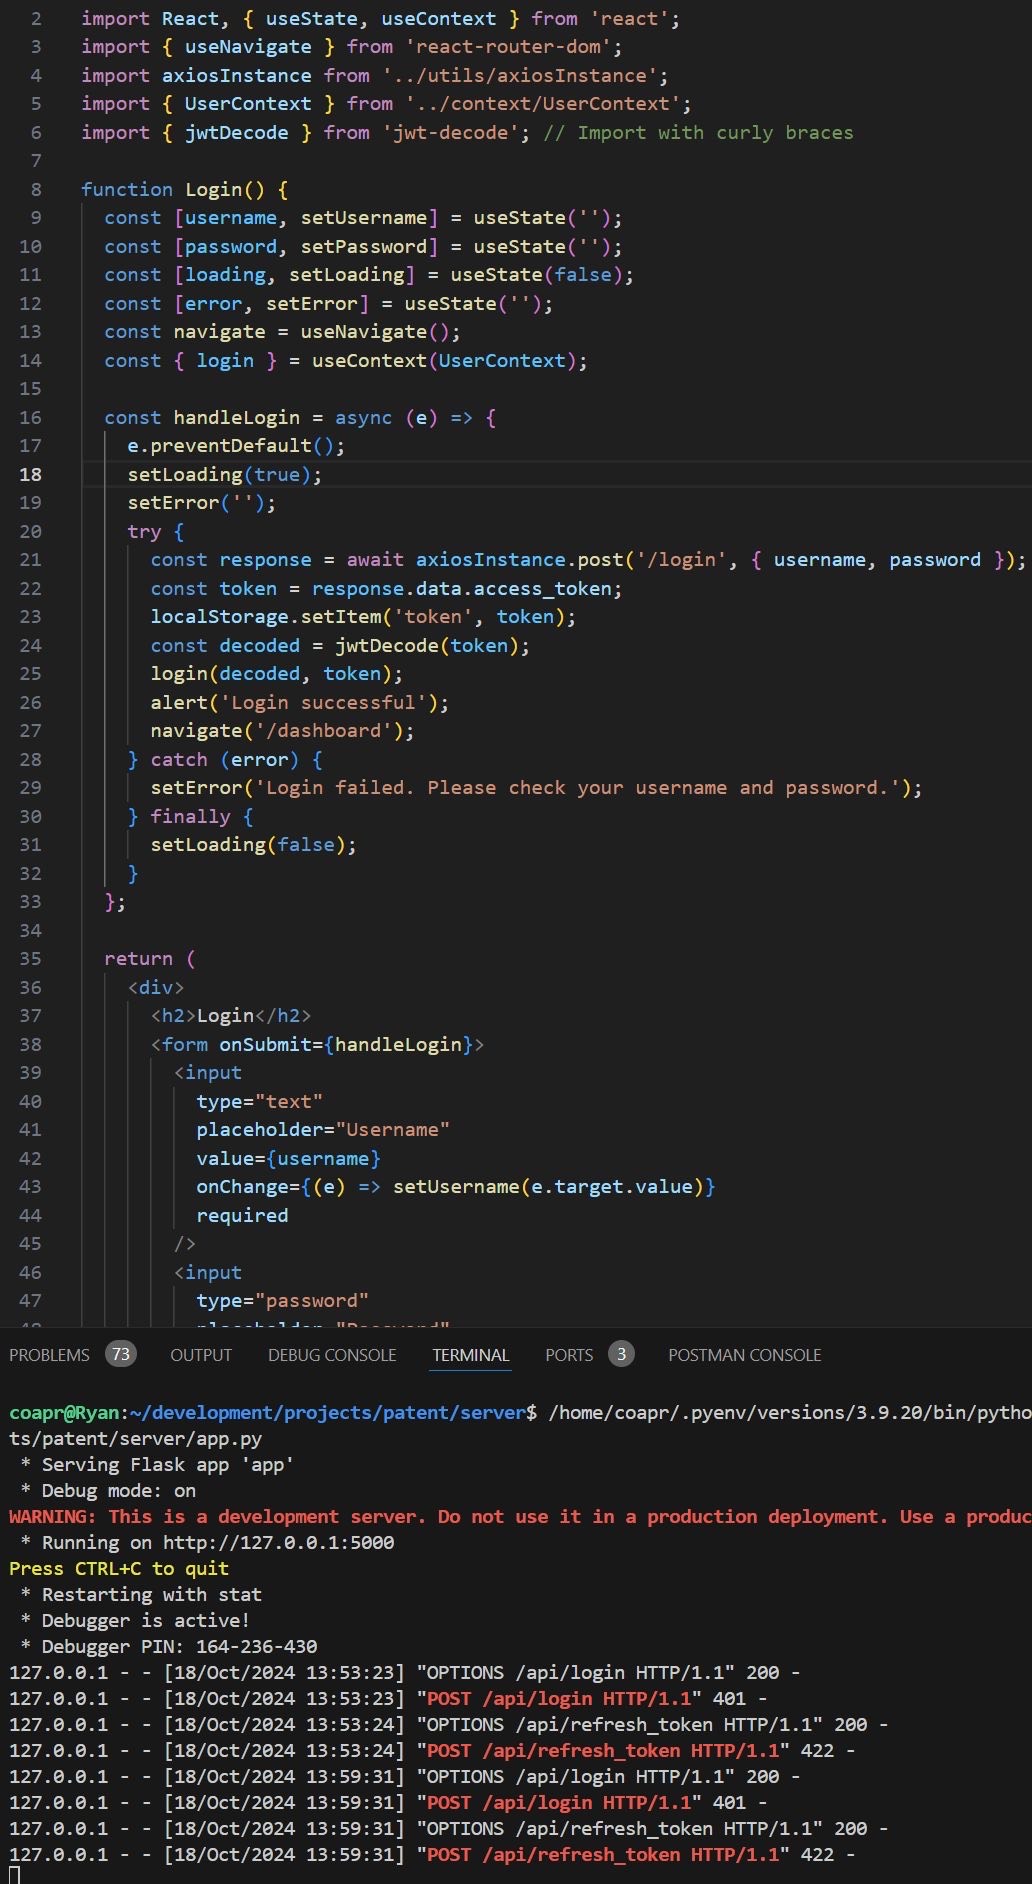 2 import React, { useState, useContext } from 'react';
3 import { useNavigate } from 'react-router-dom';
4 import axiosInstance from '../utils/axiosInstance';
5 import { UserContext } from '../context/UserContext';
6 import { jwtDecode } from 'jwt-decode'; // Import with curly braces
7
8 function Login() {
9 const [username, setUsername] = useState('');
10 const [password, setPassword] = useState('');
11 const [loading, setLoading] = useState(false);
12 const [error, setError] = useState('');
13 const navigate = useNavigate();
14 const { login } = useContext(UserContext);
15
16 const handleLogin = async (e) => {
17 e.preventDefault();
18 setLoading(true);
19 setError('');
20 try {
21 const response = await axiosInstance.post('/login', { username, password });
22 const token = response.data.access_token;
23 localStorage.setItem('token', token);
24 const decoded = jwtDecode(token);
25 login(decoded, token);
26 alert('Login successful');
27 navigate('/dashboard');
28 } catch (error) {
29 setError('Login failed. Please check your username and password.');
30 } finally {
31 setLoading(false);
32 }
33 };
34
35 return (
36 <div>
37 <h2>Login</h2>
38 <form onSubmit={handleLogin}>
39 <input
40 type="text"
41 placeholder="Username"
42 value={username}
43 onChange={(e) => setUsername(e.target.value)}
44 required
45 />
46 <input
47 type="password"
PROBLEMS 73 OUTPUT DEBUG CONSOLE TERMINAL PORTS 3 POSTMAN CONSOLE
coapr@Ryan:~/development/projects/patent/server$ /home/coapr/.pyenv/versions/3.9.20/bin/pytho
ts/patent/server/app.py
* Serving Flask app 'app'
* Debug mode: on
WARNING: This is a development server. Do not use it in a production deployment. Use a produc
* Running on http://127.0.0.1:5000
Press CTRL+C to quit
* Restarting with stat
* Debugger is active!
* Debugger PIN: 164-236-430
127.0.0.1 - - [18/Oct/2024 13:53:23] "OPTIONS /api/login HTTP/1.1" 200 -
127.0.0.1 - - [18/Oct/2024 13:53:23] "POST /api/login HTTP/1.1" 401 -
127.0.0.1 - - [18/Oct/2024 13:53:24] "OPTIONS /api/refresh_token HTTP/1.1" 200 -
127.0.0.1 - - [18/Oct/2024 13:53:24] "POST /api/refresh_token HTTP/1.1" 422 -
127.0.0.1 - - [18/Oct/2024 13:59:31] "OPTIONS /api/login HTTP/1.1" 200 -
127.0.0.1 - - [18/Oct/2024 13:59:31] "POST /api/login HTTP/1.1" 401 -
127.0.0.1 - - [18/Oct/2024 13:59:31] "OPTIONS /api/refresh_token HTTP/1.1" 200 -
127.0.0.1 - - [18/Oct/2024 13:59:31] "POST /api/refresh_token HTTP/1.1" 422 -